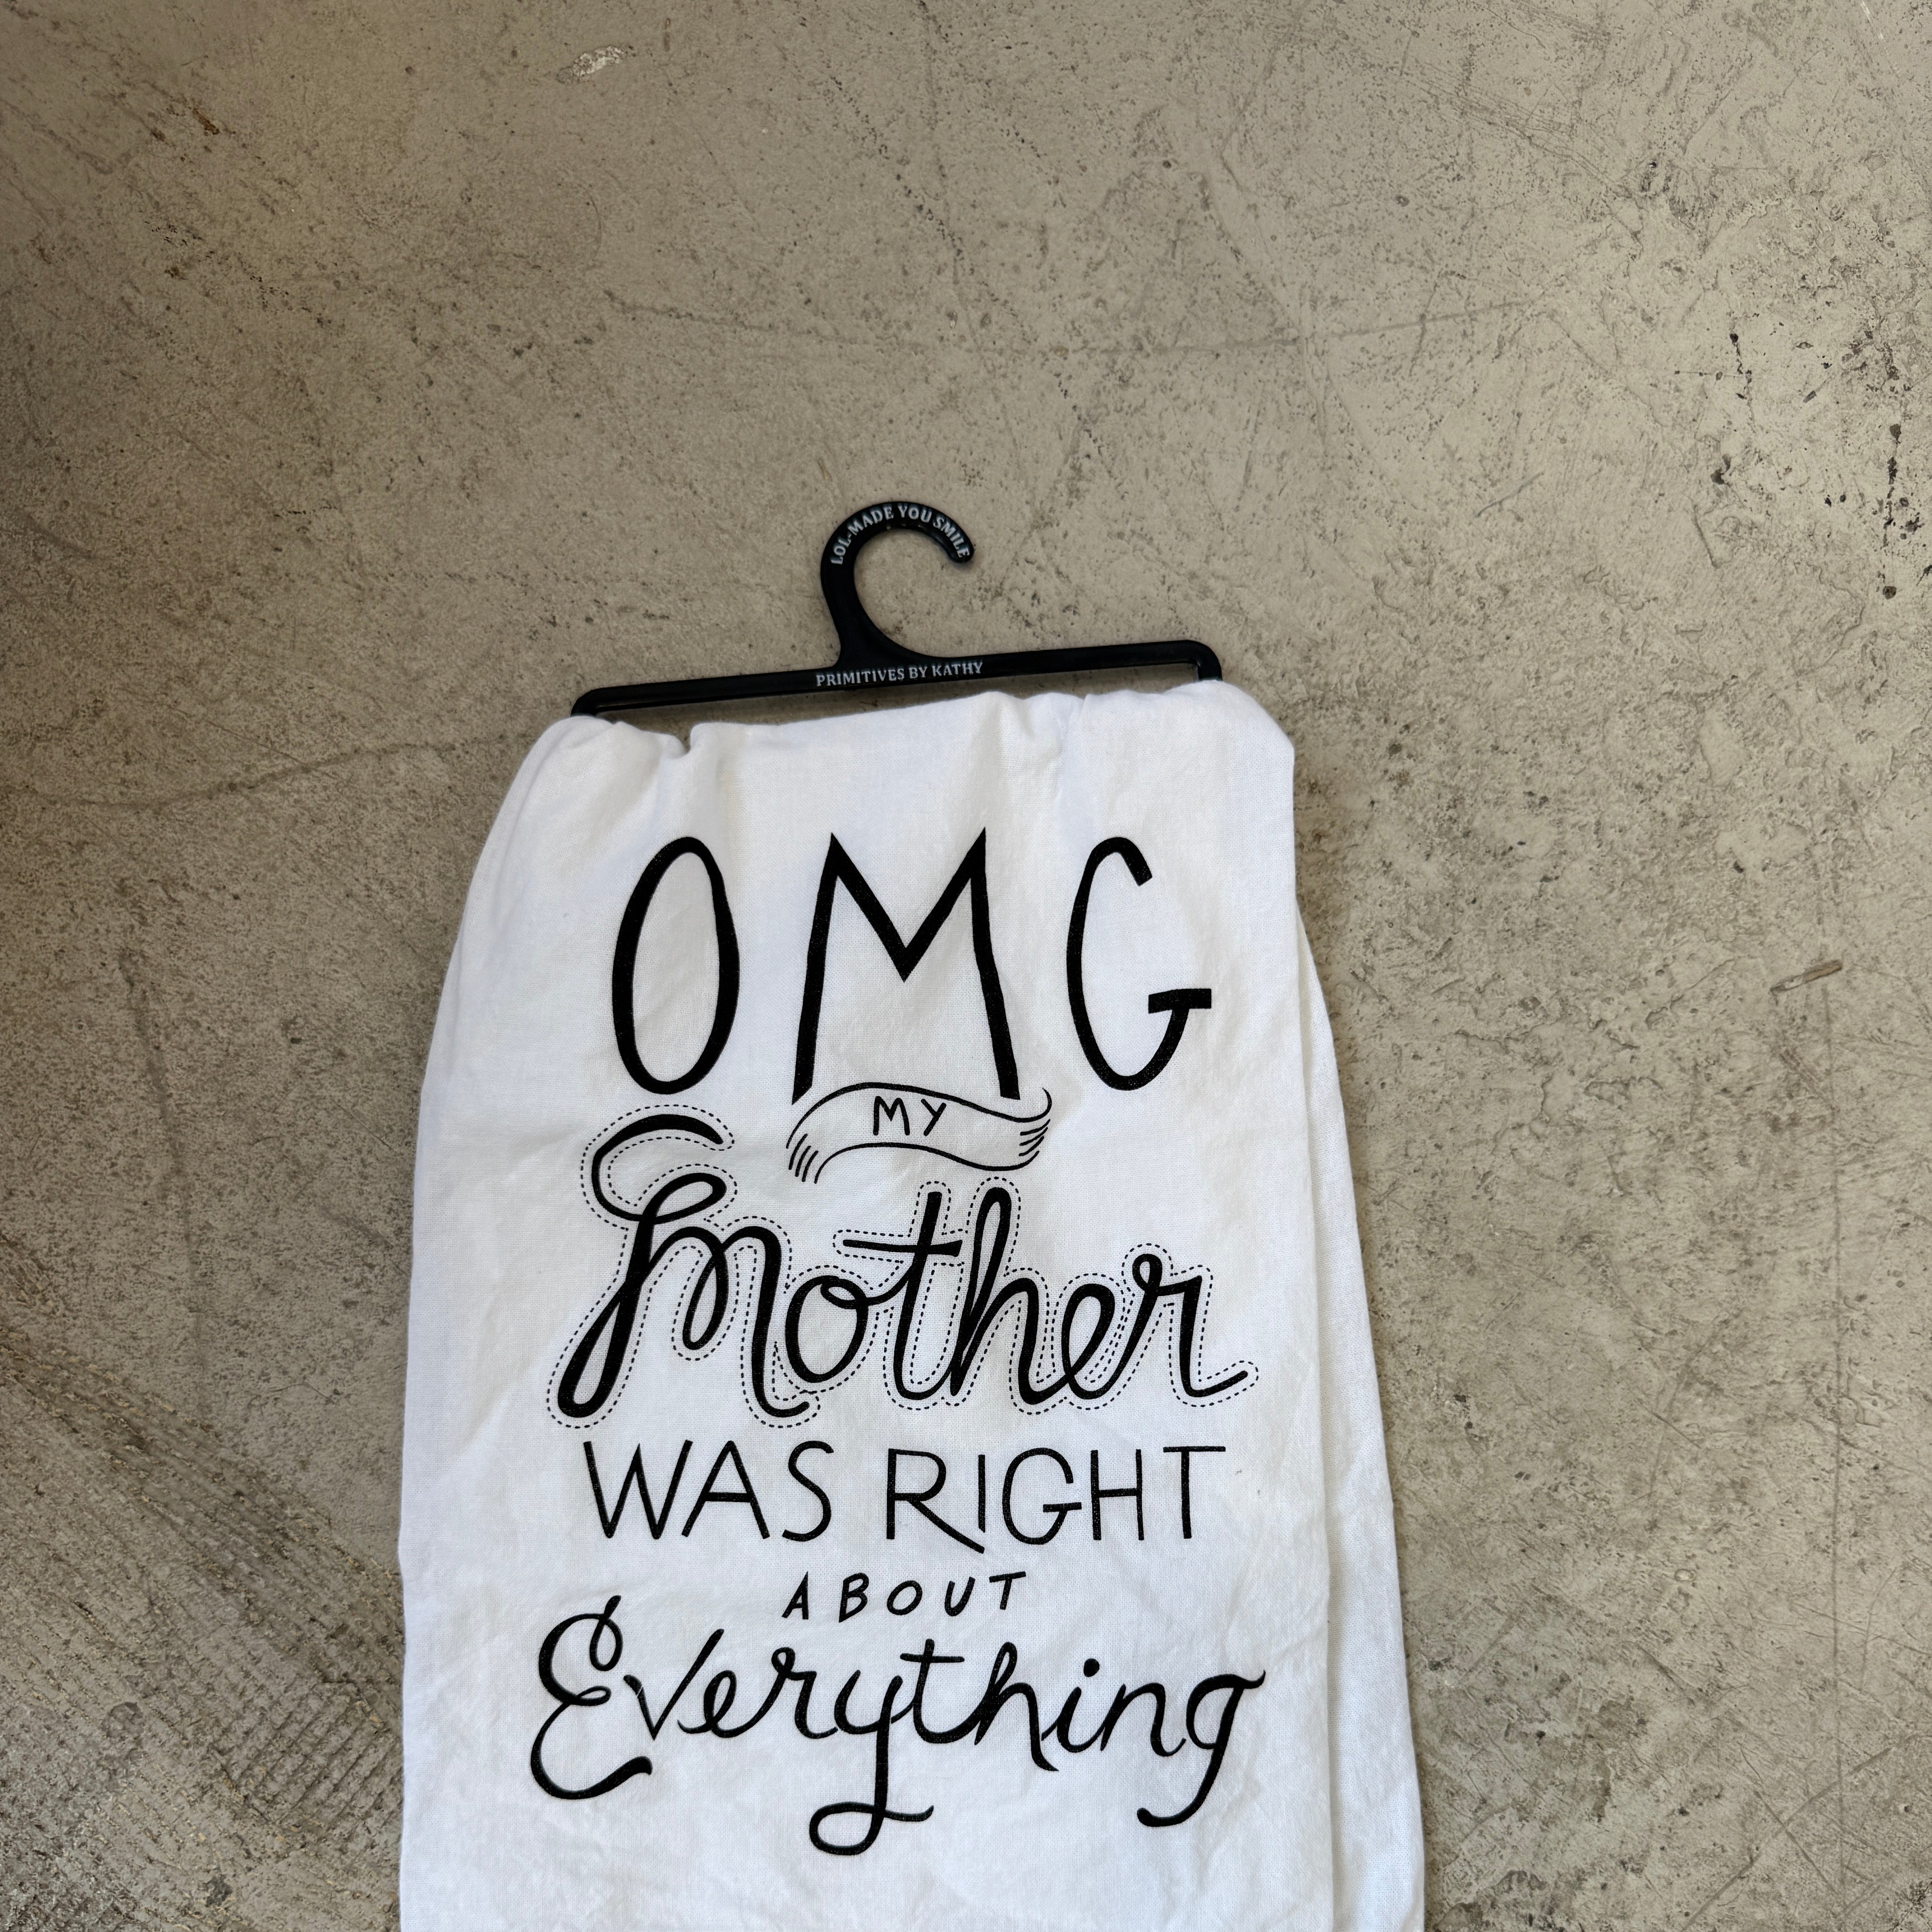 LOL-MADE YOU SMILE
PRIMITIVES BY KATHY
OMG
MY
Mother
WAS RIGHT
ABOUT
Everything